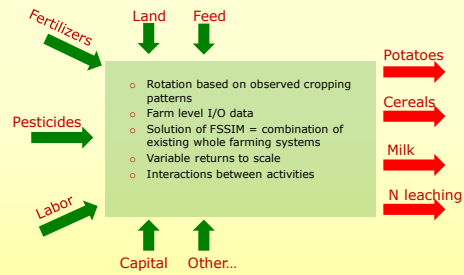 Fertilizers
Land
Feed
Potatoes
Cereals
Milk
N leaching
Pesticides
Labor
Rotation based on observed cropping
patterns
Farm level I/O data
Solution of FSSIM = combination of
existing whole farming systems
Variable returns to scale
Interactions between activities
Capital
Other…